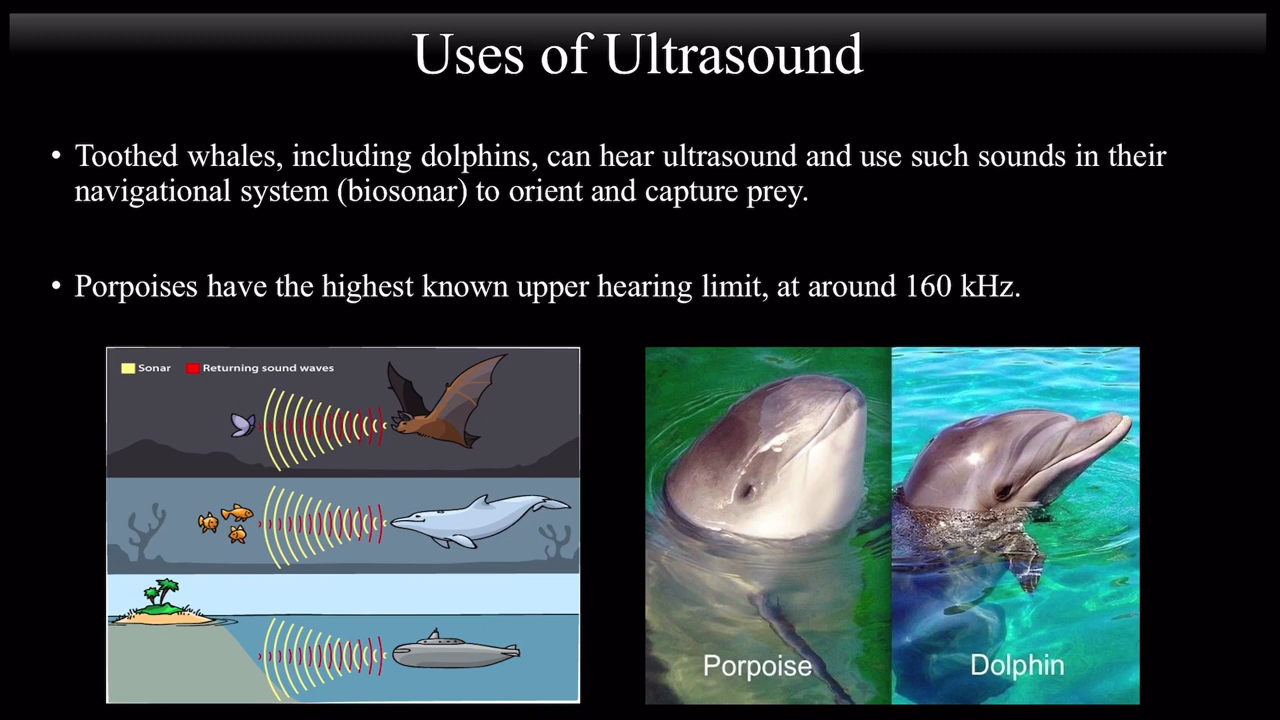 Uses of Ultrasound
• Toothed whales, including dolphins, can hear ultrasound and use such sounds in their
navigational system (biosonar) to orient and capture prey.
• Porpoises have the highest known upper hearing limit, at around 160 kHz.
Sonar Returning sound waves
Porpoise
Dolphin